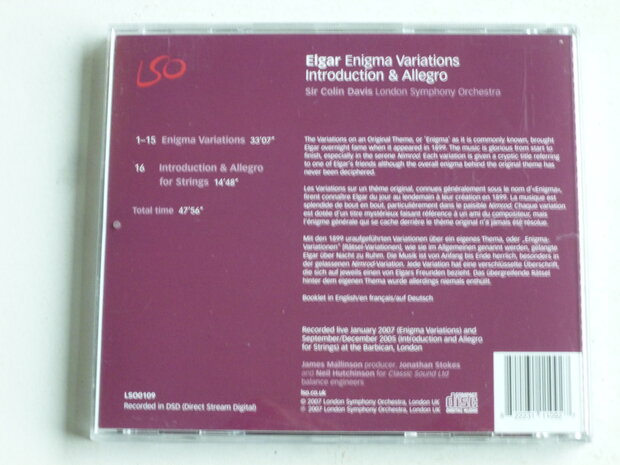 LSO
Elgar Enigma Variations
Introduction & Allegro
Sir Colin Davis London Symphony Orchestra
1–15 Enigma Variations 33'07"
16 Introduction & Allegro
for Strings 14'48"
Total time 47'56"
The Variations on an Original Theme, or 'Enigma' as it is commonly known, brought
Elgar overnight fame when it appeared in 1899. The music is glorious from start to
finish, especially in the serene Nimrod. Each variation is given a cryptic title referring
to one of Elgar's friends although the overall enigma behind the original theme has
never been deciphered.
Les Variations sur un thème original, connues généralement sous le nom d'«Enigma»,
firent connaître Elgar du jour au lendemain à leur création en 1899. La musique est
splendide de bout en bout, particulièrement dans le paisible Nimrod. Chaque variation
est dotée d'un titre mystérieux faisant référence à un ami du compositeur, mais
l'énigme générale qui se cache derrière le thème original n'a jamais été résolue.
Mit den 1899 uraufgeführten Variationen über ein eigenes Thema, oder „Enigma-
Variationen" (Rätsel-Variationen), wie sie im Allgemeinen genannt werden, gelangte
Elgar über Nacht zu Ruhm. Die Musik ist von Anfang bis Ende herrlich, besonders in
der gelassenen Nimrod-Variation. Jede Variation hat eine verschlüsselte Überschrift,
die sich auf jeweils einen von Elgars Freunden bezieht. Das übergreifende Rätsel
hinter dem eigenen Thema wurde allerdings niemals enthüllt.
Booklet in English/en français/auf Deutsch
Recorded live January 2007 (Enigma Variations) and
September/December 2005 (Introduction and Allegro
for Strings) at the Barbican, London
James Mallinson producer Jonathan Stokes
and Neil Hutchinson for Classic Sound Ltd
balance engineers
lso.co.uk
℗ 2007 London Symphony Orchestra, London UK
© 2007 London Symphony Orchestra, London UK
LSO0109
Recorded in DSD (Direct Stream Digital)
COMPACT
disc
DIGITAL AUDIO